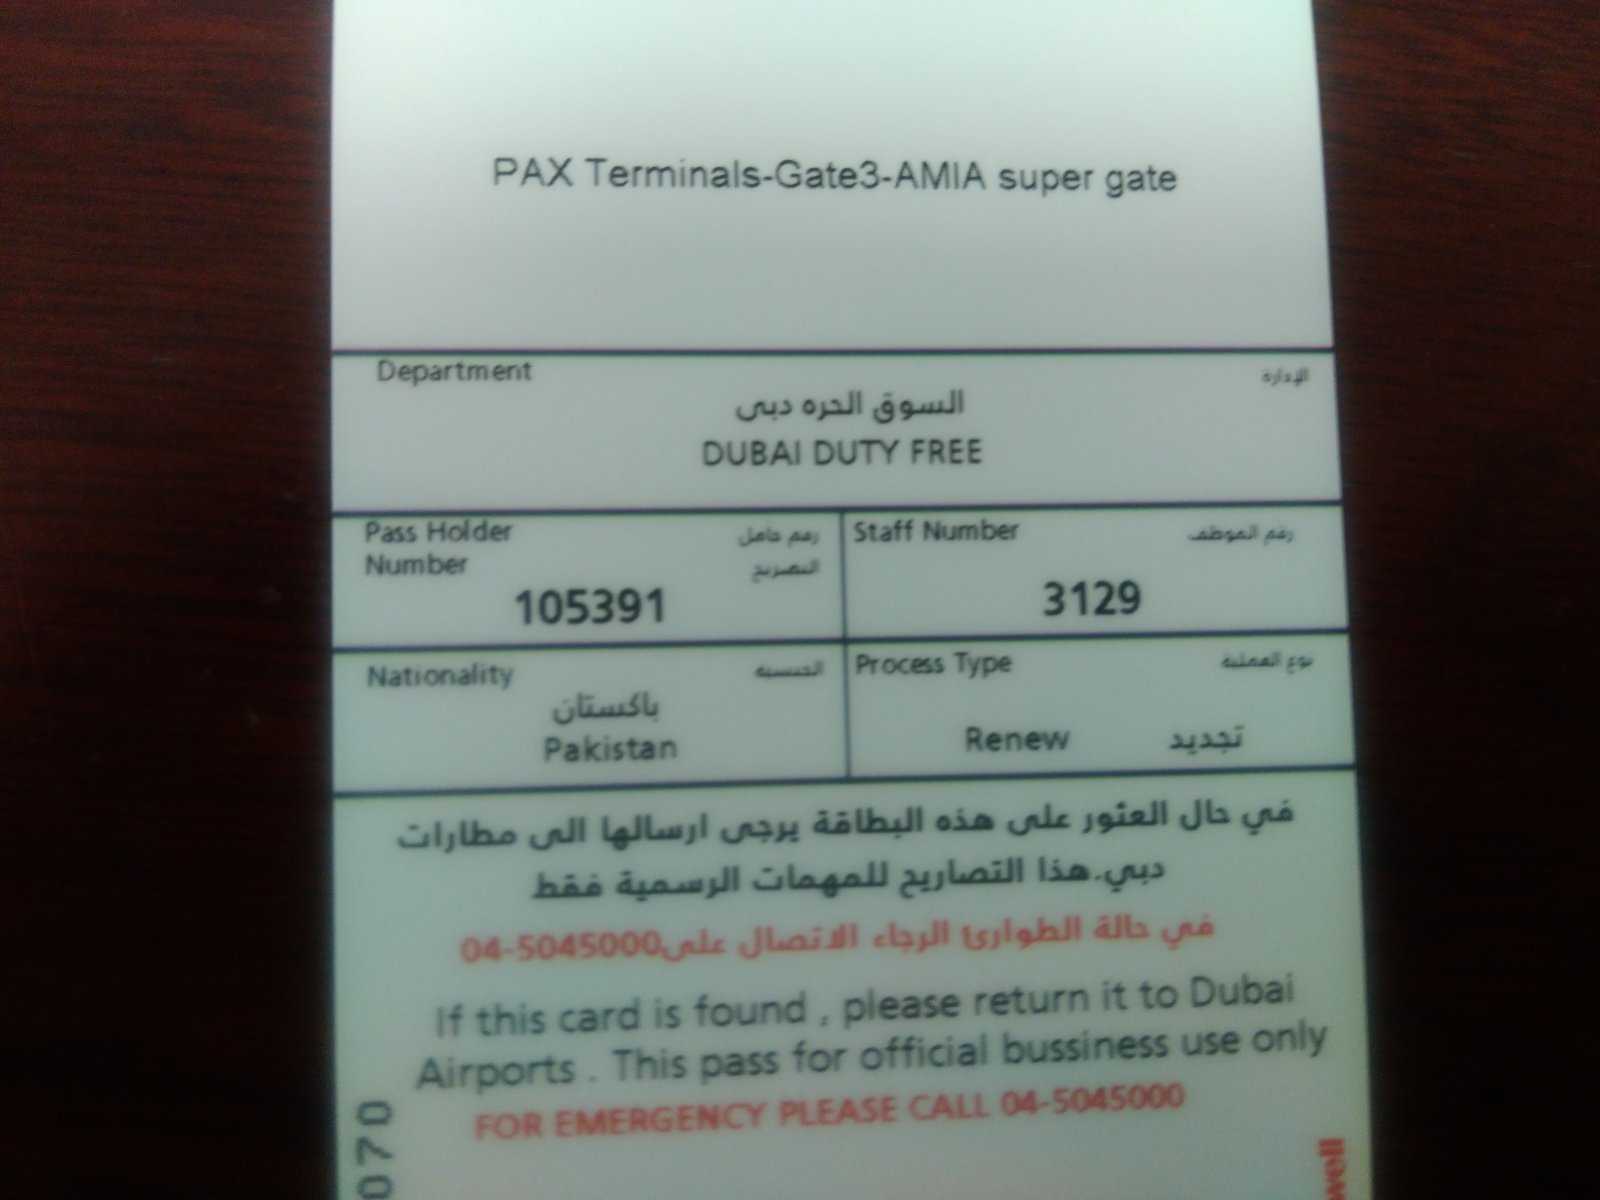 PAX Terminals-Gate3-AMIA super gate
Department الإدارة
السوق الحره دبى
DUBAI DUTY FREE
Pass Holder رقم حامل
Number التصريح
105391
Staff Number رقم الموظف
3129
Nationality الجنسيه
باكستان
Pakistan
Process Type نوع العملية
Renew تجديد
في حال العثور على هذه البطاقة يرجى ارسالها الى مطارات
دبي.هذا التصاريح للمهمات الرسمية فقط
في حالة الطوارئ الرجاء الاتصال على04-5045000
If this card is found , please return it to Dubai
Airports . This pass for official bussiness use only
FOR EMERGENCY PLEASE CALL 04-5045000
070
well